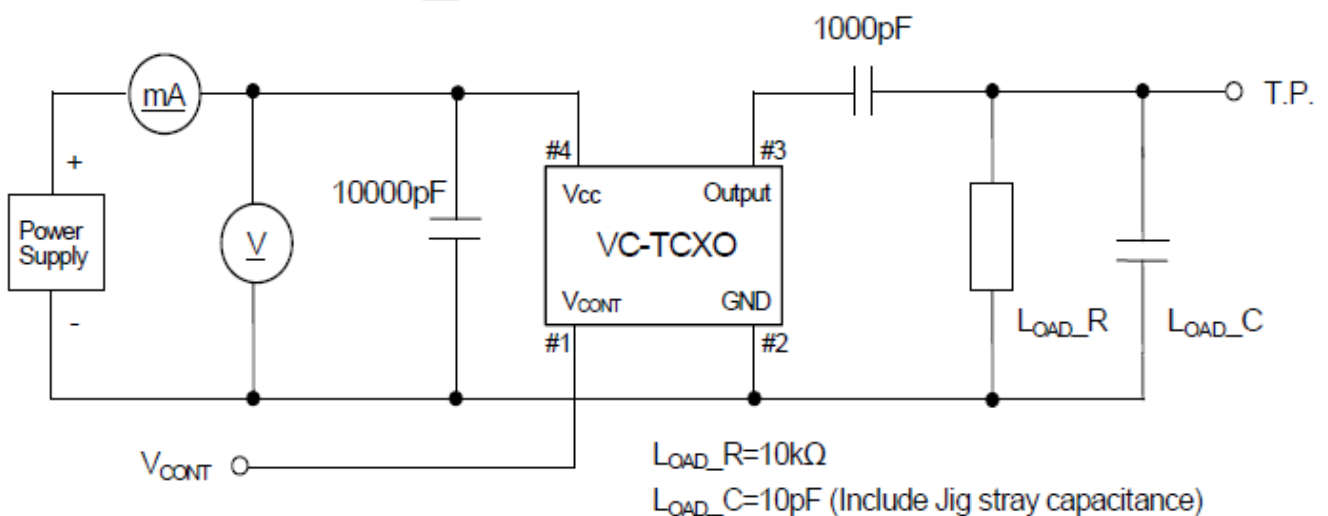 1000pF
mA
T.P.
+
#4
#3
10000pF
Vcc
Output
Power
Supply
V
VC-TCXO
VCONT
GND
-
#1
#2
LOAD_R
LOAD_C
VCONT
LOAD_R=10kΩ
LOAD_C=10pF (Include Jig stray capacitance)